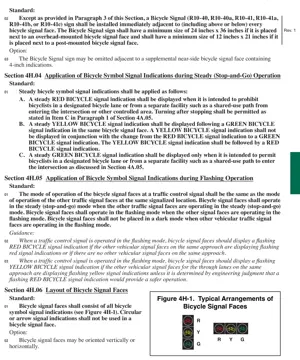 Standard:
02 Except as provided in Paragraph 3 of this Section, a Bicycle Signal (R10-40, R10-40a, R10-41, R10-41a,
R10-41b, or R10-41c) sign shall be installed immediately adjacent to (including above or below) every
bicycle signal face. The Bicycle Signal sign shall have a minimum size of 24 inches x 36 inches if it is placed
next to an overhead-mounted bicycle signal face and shall have a minimum size of 12 inches x 21 inches if it
is placed next to a post-mounted bicycle signal face.
Rev. 1
Option:
03 The Bicycle Signal sign may be omitted adjacent to a supplemental near-side bicycle signal face containing
4-inch indications.
Section 4H.04 Application of Bicycle Symbol Signal Indications during Steady (Stop-and-Go) Operation
Standard:
01 Steady bicycle symbol signal indications shall be applied as follows:
A. A steady RED BICYCLE signal indication shall be displayed when it is intended to prohibit
bicyclists in a designated bicycle lane or from a separate facility such as a shared-use path from
entering the intersection or other controlled area. Turning after stopping shall be permitted as
stated in Item C in Paragraph 1 of Section 4A.05.
B. A steady YELLOW BICYCLE signal indication shall be displayed following a GREEN BICYCLE
signal indication in the same bicycle signal face. A YELLOW BICYCLE signal indication shall not be
displayed in conjunction with the change from the RED BICYCLE signal indication to a GREEN
BICYCLE signal indication. The YELLOW BICYCLE signal indication shall be followed by a RED
BICYCLE signal indication.
C. A steady GREEN BICYCLE signal indication shall be displayed only when it is intended to permit
bicyclists in a designated bicycle lane or from a separate facility such as a shared-use path to enter
the intersection as discussed in Section 4A.05.
Section 4H.05 Application of Bicycle Symbol Signal Indications during Flashing Operation
Standard:
01 The mode of operation of the bicycle signal faces at a traffic control signal shall be the same as the mode
of operation of the other traffic signal faces at the same signalized location. Bicycle signal faces shall operate
in the steady (stop-and-go) mode when the other traffic signal faces are operating in the steady (stop-and-go)
mode. Bicycle signal faces shall operate in the flashing mode when the other signal faces are operating in the
flashing mode. Bicycle signal faces shall not be placed in a dark mode when other vehicular traffic signal
faces are operating in the flashing mode.
Guidance:
02 When a traffic control signal is operated in the flashing mode, bicycle signal faces should display a flashing
RED BICYCLE signal indication if the other vehicular signal faces on the same approach are displaying flashing
red signal indications or if there are no other vehicular signal faces on the same approach.
03 When a traffic control signal is operated in the flashing mode, bicycle signal faces should display a flashing
YELLOW BICYCLE signal indication if the other vehicular signal faces for the through lanes on the same
approach are displaying flashing yellow signal indications unless it is determined by engineering judgment that a
flashing RED BICYCLE signal indication would provide a safer operation.
Section 4H.06 Layout of Bicycle Signal Faces
Standard:
01 Bicycle signal faces shall consist of all bicycle
symbol signal indications (see Figure 4H-1). Circular
or arrow signal indications shall not be used in a
bicycle signal face.
Option:
02 Bicycle signal faces may be oriented vertically or
horizontally.
Figure 4H-1. Typical Arrangements of
Bicycle Signal Faces
R
Y
G
R Y G